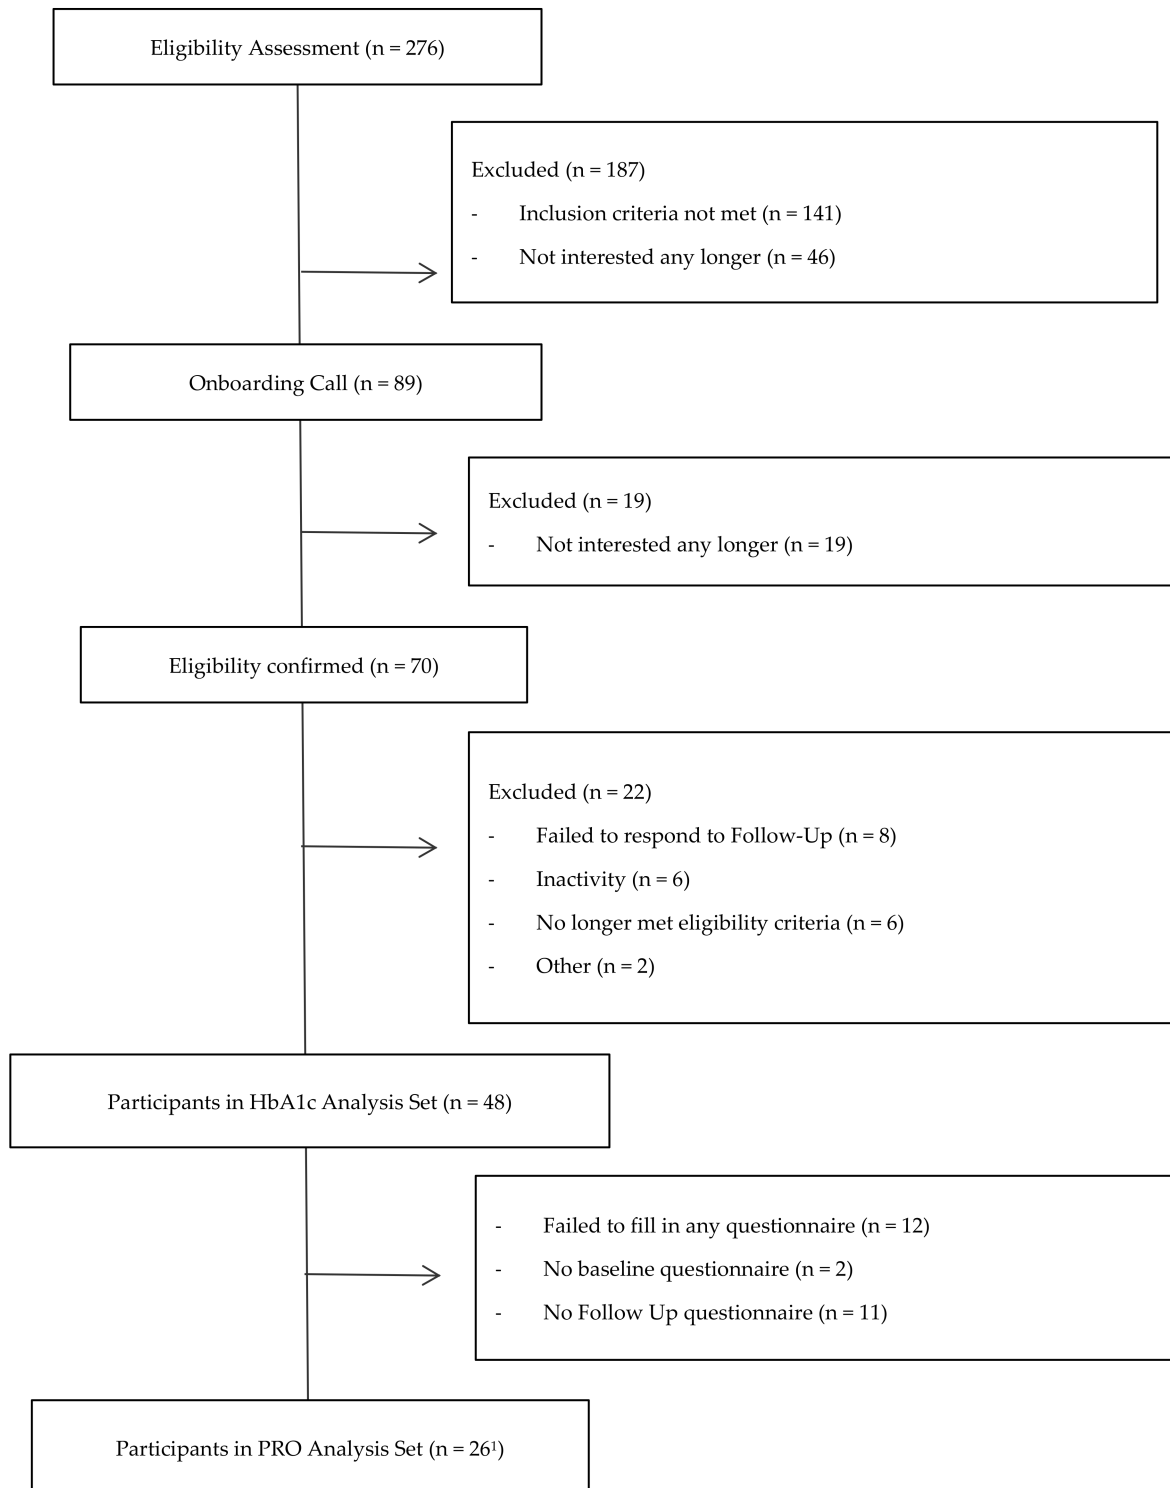 Eligibility Assessment (n = 276)
Excluded (n = 187)
- Inclusion criteria not met (n = 141)
- Not interested any longer (n = 46)
Onboarding Call (n = 89)
Excluded (n = 19)
- Not interested any longer (n = 19)
Eligibility confirmed (n = 70)
Excluded (n = 22)
- Failed to respond to Follow-Up (n = 8)
- Inactivity (n = 6)
- No longer met eligibility criteria (n = 6)
- Other (n = 2)
Participants in HbA1c Analysis Set (n = 48)
- Failed to fill in any questionnaire (n = 12)
- No baseline questionnaire (n = 2)
- No Follow Up questionnaire (n = 11)
Participants in PRO Analysis Set (n = 26¹)